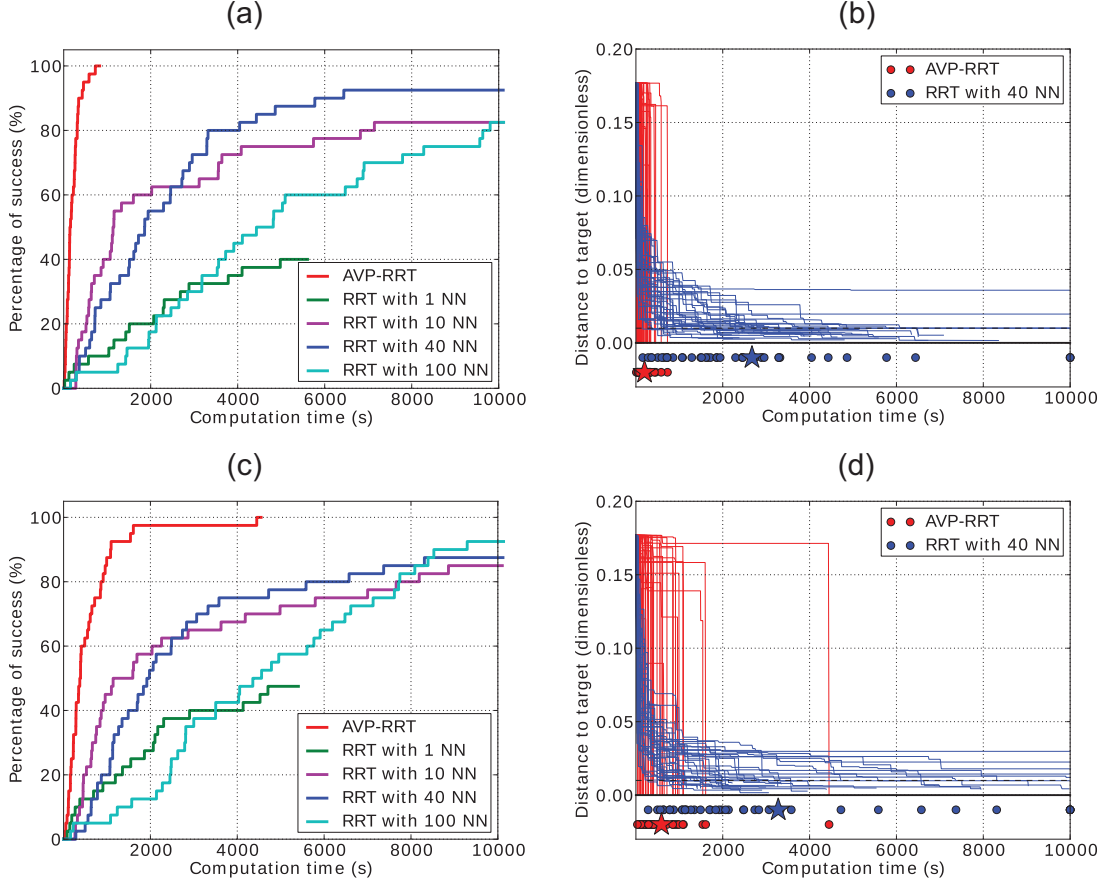 (a)
Percentage of success (%)
100
80
60
40
20
0
AVP-RRT
RRT with 1 NN
RRT with 10 NN
RRT with 40 NN
RRT with 100 NN
2000 4000 6000 8000 10000
Computation time (s)
(b)
Distance to target (dimensionless)
0.20
0.15
0.10
0.05
0.00
AVP-RRT
RRT with 40 NN
0 2000 4000 6000 8000 10000
Computation time (s)
(c)
Percentage of success (%)
100
80
60
40
20
0
AVP-RRT
RRT with 1 NN
RRT with 10 NN
RRT with 40 NN
RRT with 100 NN
2000 4000 6000 8000 10000
Computation time (s)
(d)
Distance to target (dimensionless)
0.20
0.15
0.10
0.05
0.00
AVP-RRT
RRT with 40 NN
0 2000 4000 6000 8000 10000
Computation time (s)